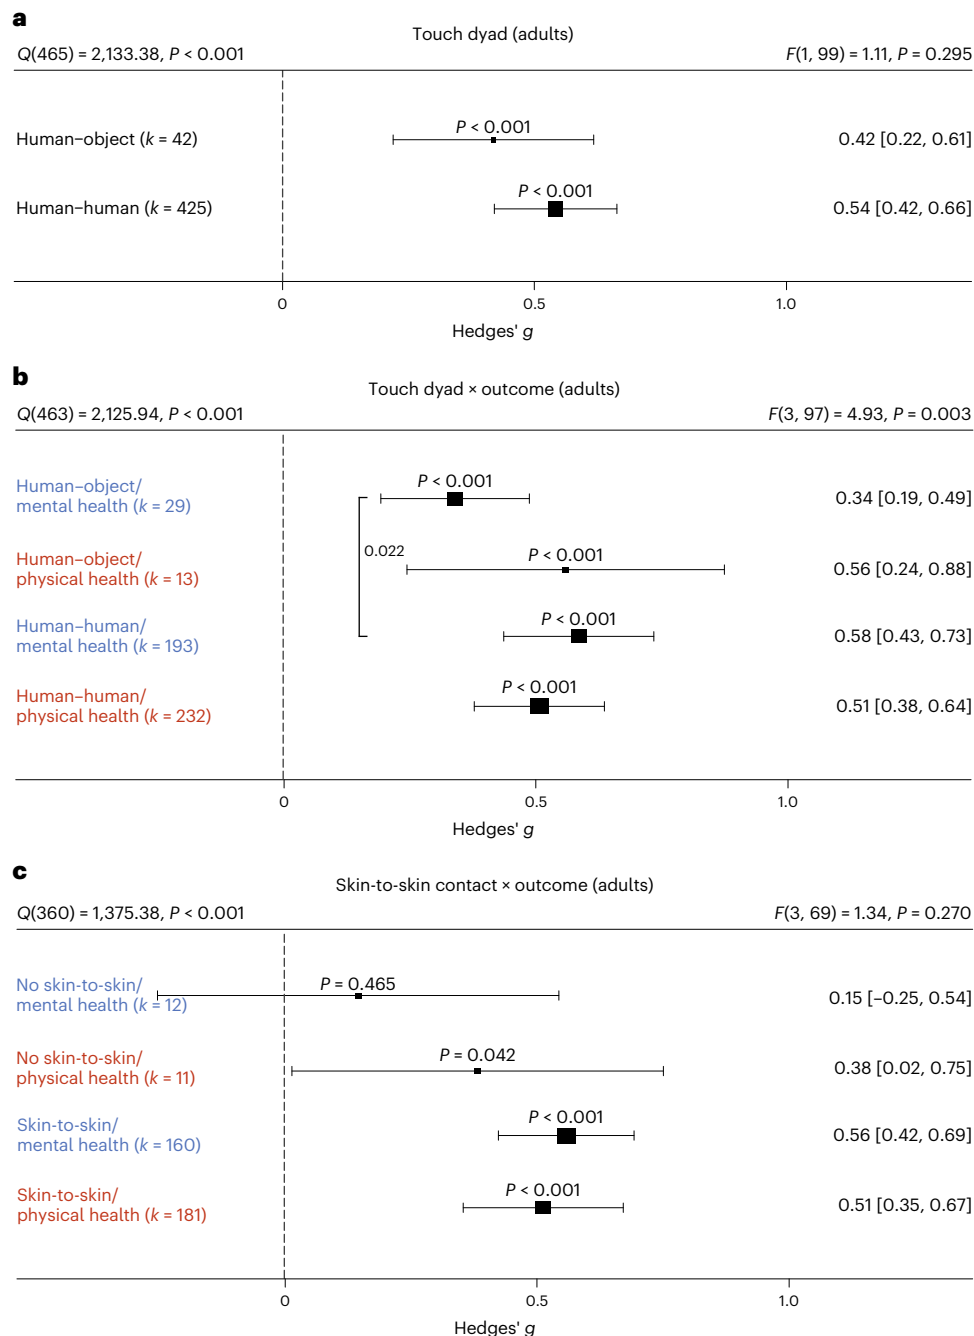 a
Touch dyad (adults)
Q(465) = 2,133.38, P < 0.001
F(1, 99) = 1.11, P = 0.295
Human–object (k = 42)
P < 0.001
0.42 [0.22, 0.61]
Human–human (k = 425)
P < 0.001
0.54 [0.42, 0.66]
0
0.5
1.0
Hedges' g
b
Touch dyad × outcome (adults)
Q(463) = 2,125.94, P < 0.001
F(3, 97) = 4.93, P = 0.003
Human–object/
mental health (k = 29)
P < 0.001
0.34 [0.19, 0.49]
0.022
Human–object/
physical health (k = 13)
P < 0.001
0.56 [0.24, 0.88]
Human–human/
mental health (k = 193)
P < 0.001
0.58 [0.43, 0.73]
Human–human/
physical health (k = 232)
P < 0.001
0.51 [0.38, 0.64]
0
0.5
1.0
Hedges' g
c
Skin-to-skin contact × outcome (adults)
Q(360) = 1,375.38, P < 0.001
F(3, 69) = 1.34, P = 0.270
No skin-to-skin/
mental health (k = 12)
P = 0.465
0.15 [–0.25, 0.54]
No skin-to-skin/
physical health (k = 11)
P = 0.042
0.38 [0.02, 0.75]
Skin-to-skin/
mental health (k = 160)
P < 0.001
0.56 [0.42, 0.69]
Skin-to-skin/
physical health (k = 181)
P < 0.001
0.51 [0.35, 0.67]
0
0.5
1.0
Hedges' g